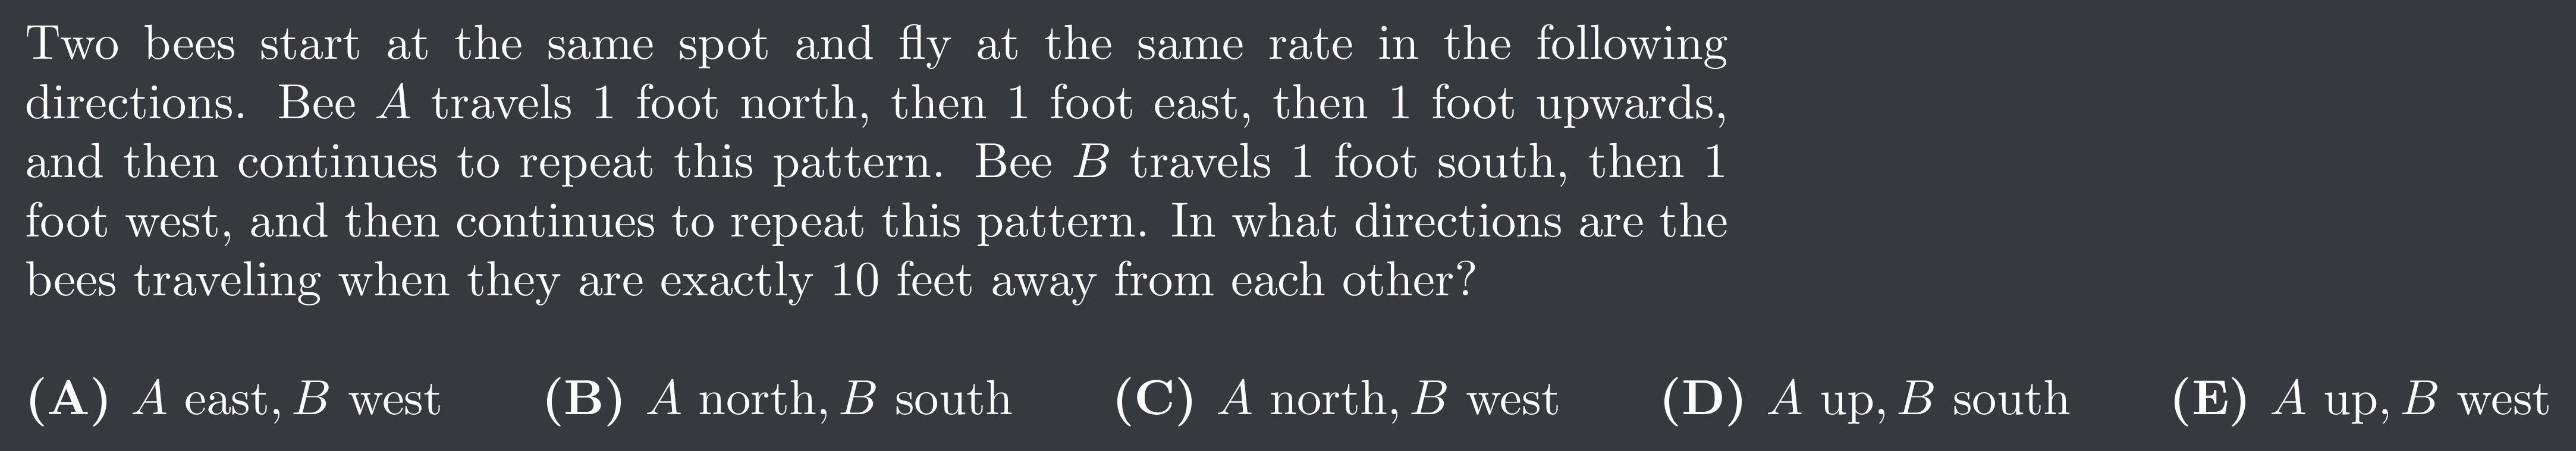 Two bees start at the same spot and fly at the same rate in the following
directions. Bee A travels 1 foot north, then 1 foot east, then 1 foot upwards,
and then continues to repeat this pattern. Bee B travels 1 foot south, then 1
foot west, and then continues to repeat this pattern. In what directions are the
bees traveling when they are exactly 10 feet away from each other?
(A) A east, B west (B) A north, B south (C) A north, B west (D) A up, B south (E) A up, B west